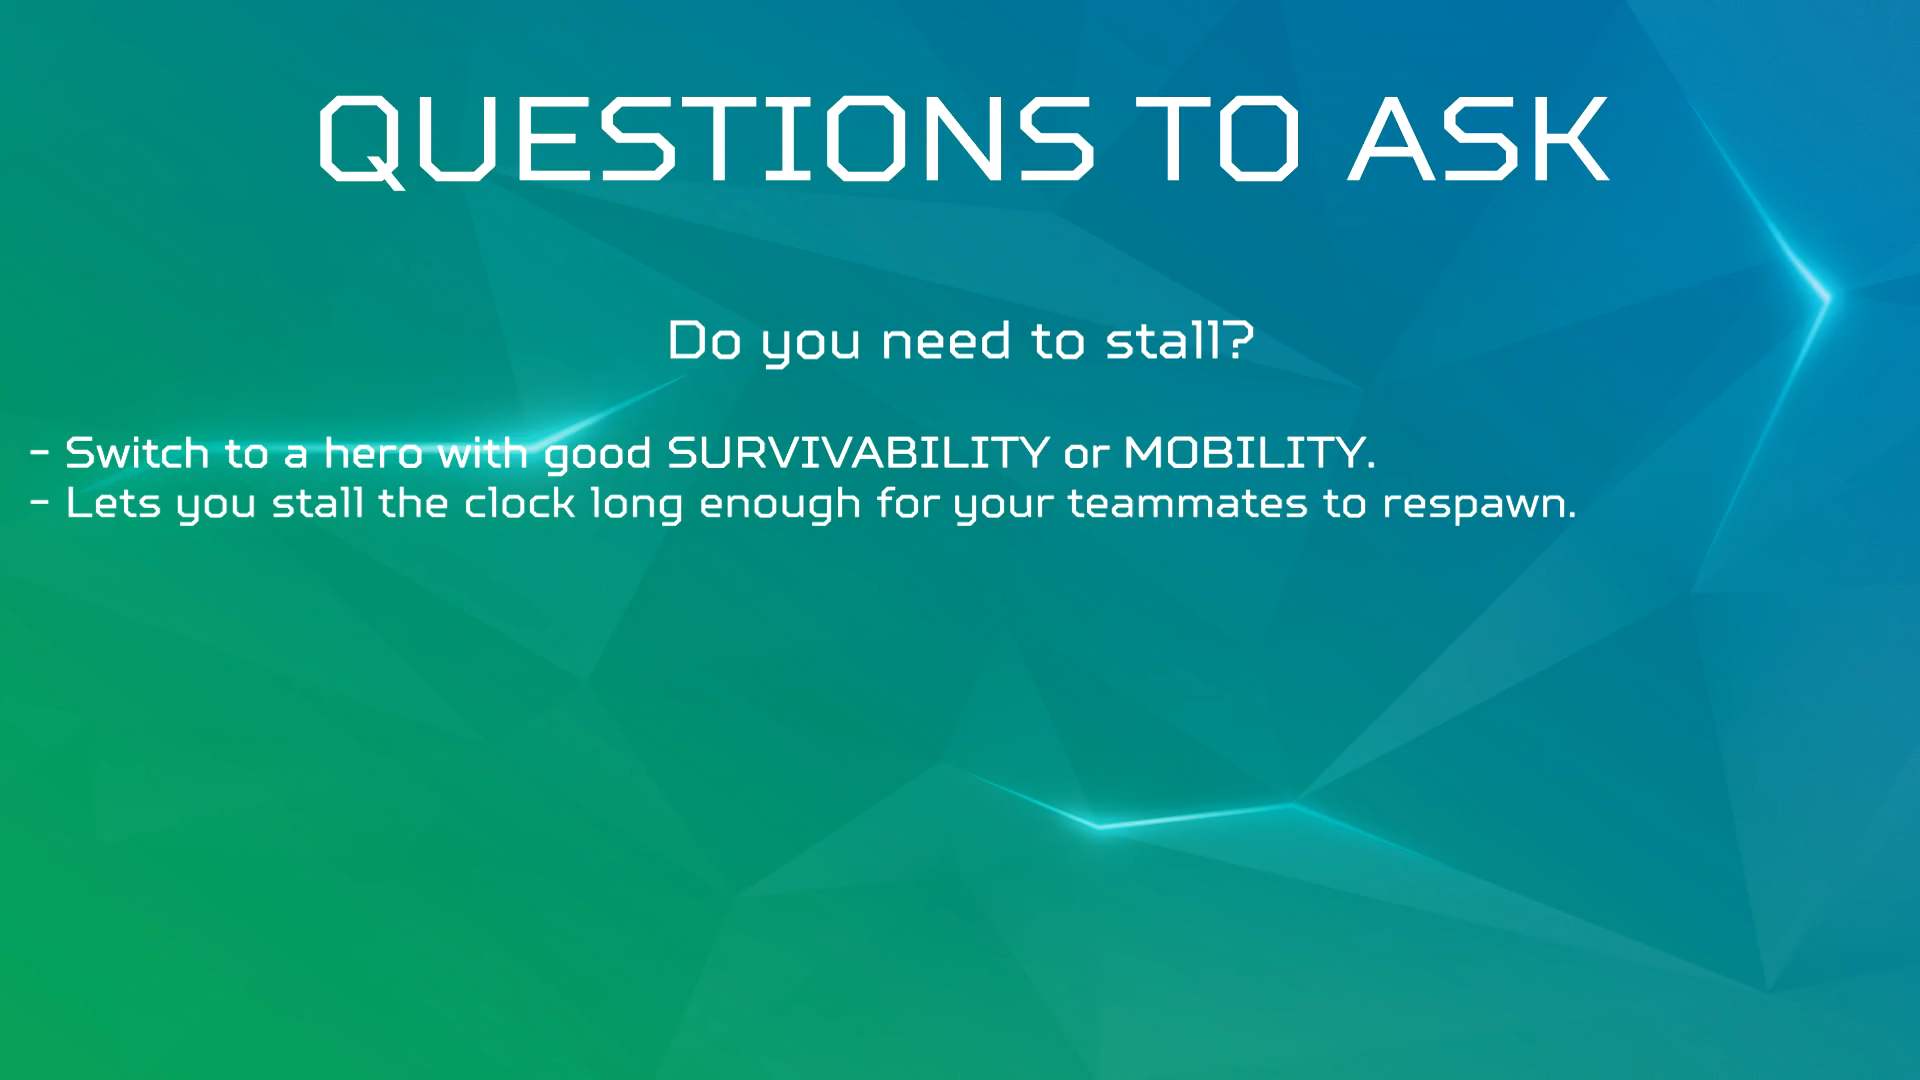 QUESTIONS TO ASK
Do you need to stall?
- Switch to a hero with good SURVIVABILITY or MOBILITY.
- Lets you stall the clock long enough for your teammates to respawn.